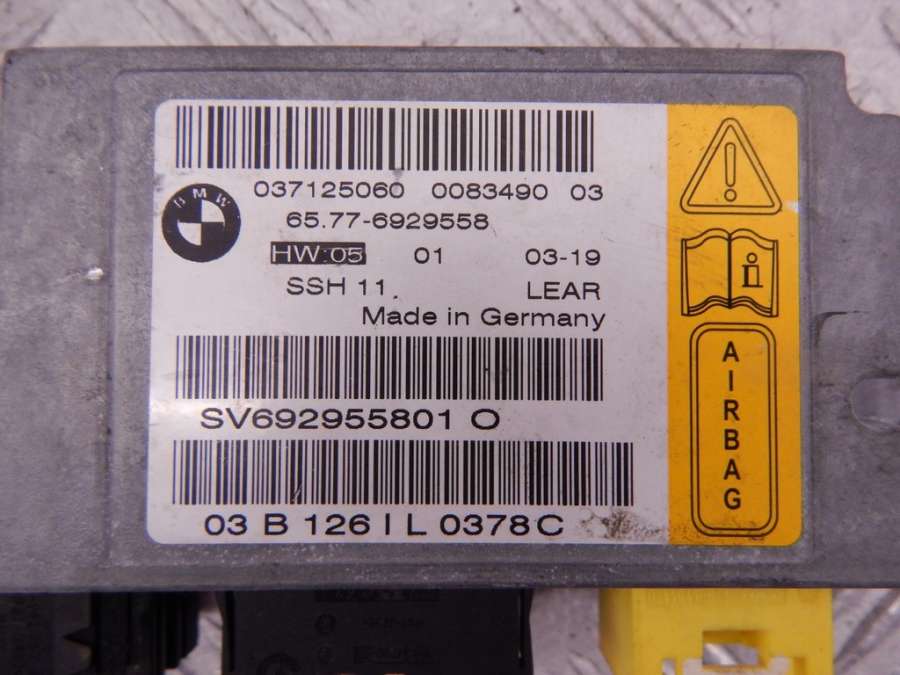 037125060 0083490 03
BMW
65.77-6929558
HW:05 01 03-19
SSH 11. LEAR
Made in Germany
SV692955801 O
03 B 126 I L 0378C
i
AIRBAG